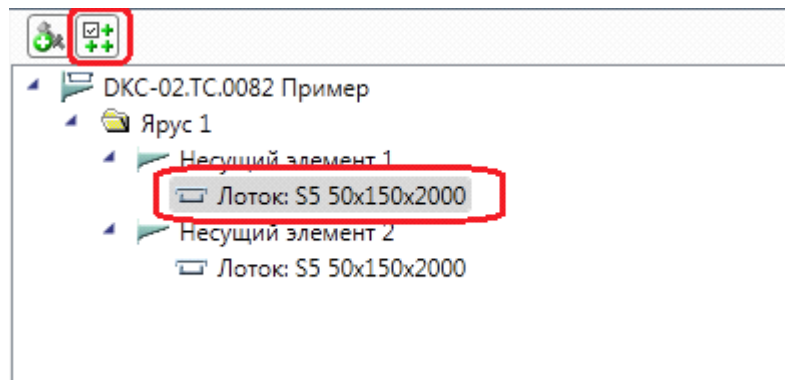 DKC-02.TC.0082 Пример
Ярус 1
Несущий элемент 1
Лоток: S5 50x150x2000
Несущий элемент 2
Лоток: S5 50x150x2000